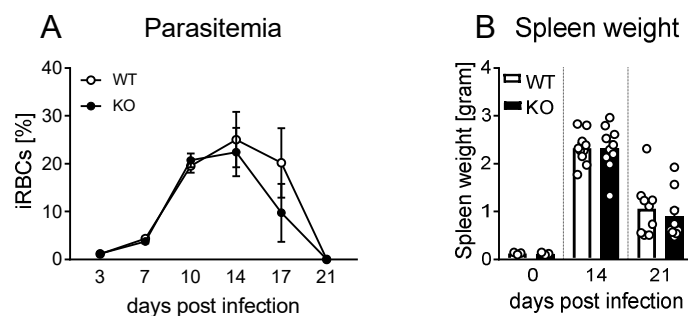 A Parasitemia
40
30
20
10
0
iRBCs [%]
WT
KO
3 7 10 14 17 21
days post infection
B Spleen weight
4
3
2
1
0
Spleen weight [gram]
WT
KO
0 14 21
days post infection